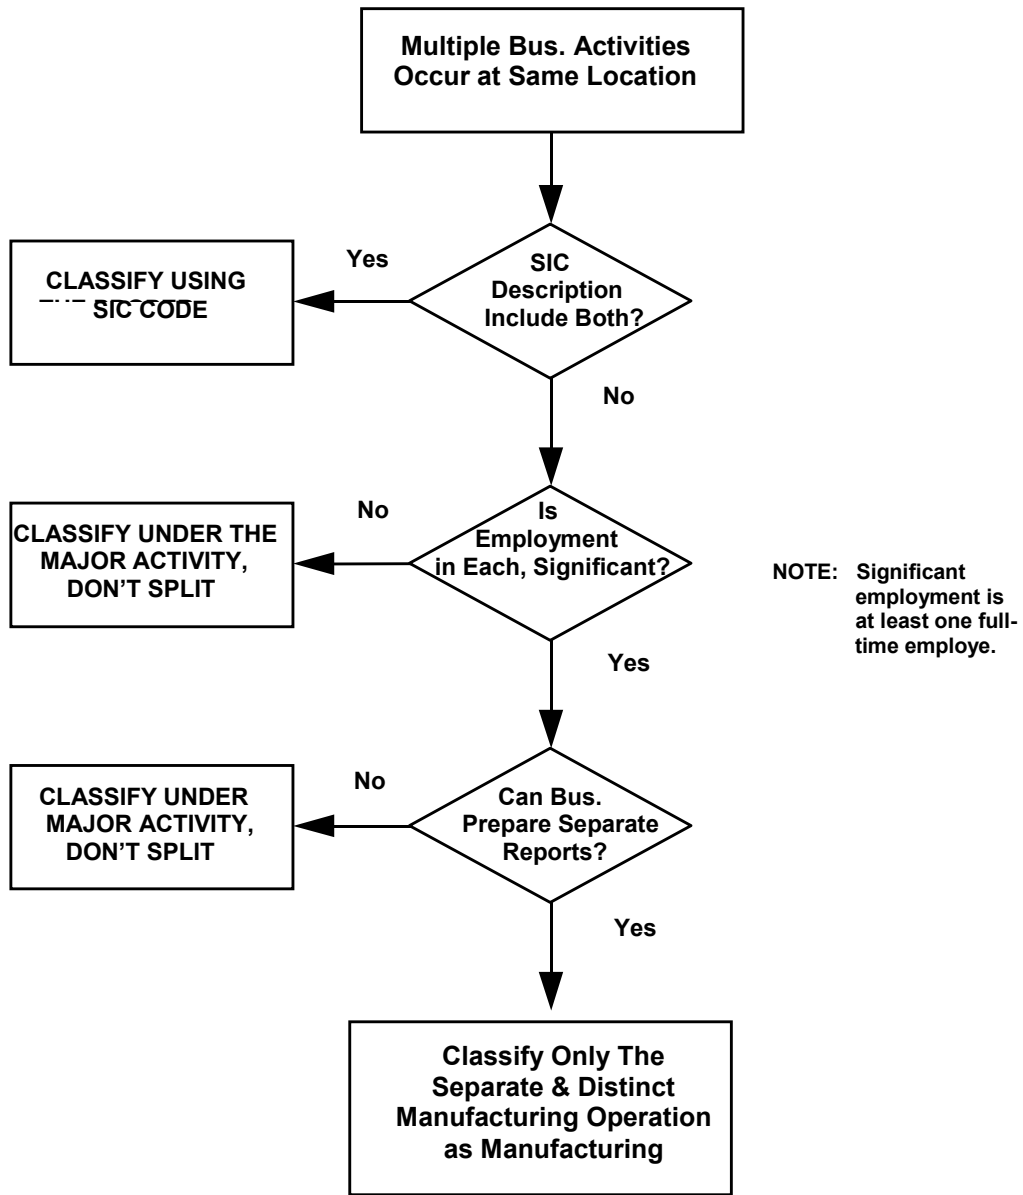 Multiple Bus. Activities
Occur at Same Location
Yes
SIC
Description
Include Both?
CLASSIFY USING
SIC CODE
No
No
Is
Employment
in Each, Significant?
CLASSIFY UNDER THE
MAJOR ACTIVITY,
DON'T SPLIT
NOTE: Significant
employment is
at least one full-
time employe.
Yes
No
Can Bus.
Prepare Separate
Reports?
CLASSIFY UNDER
MAJOR ACTIVITY,
DON'T SPLIT
Yes
Classify Only The
Separate & Distinct
Manufacturing Operation
as Manufacturing